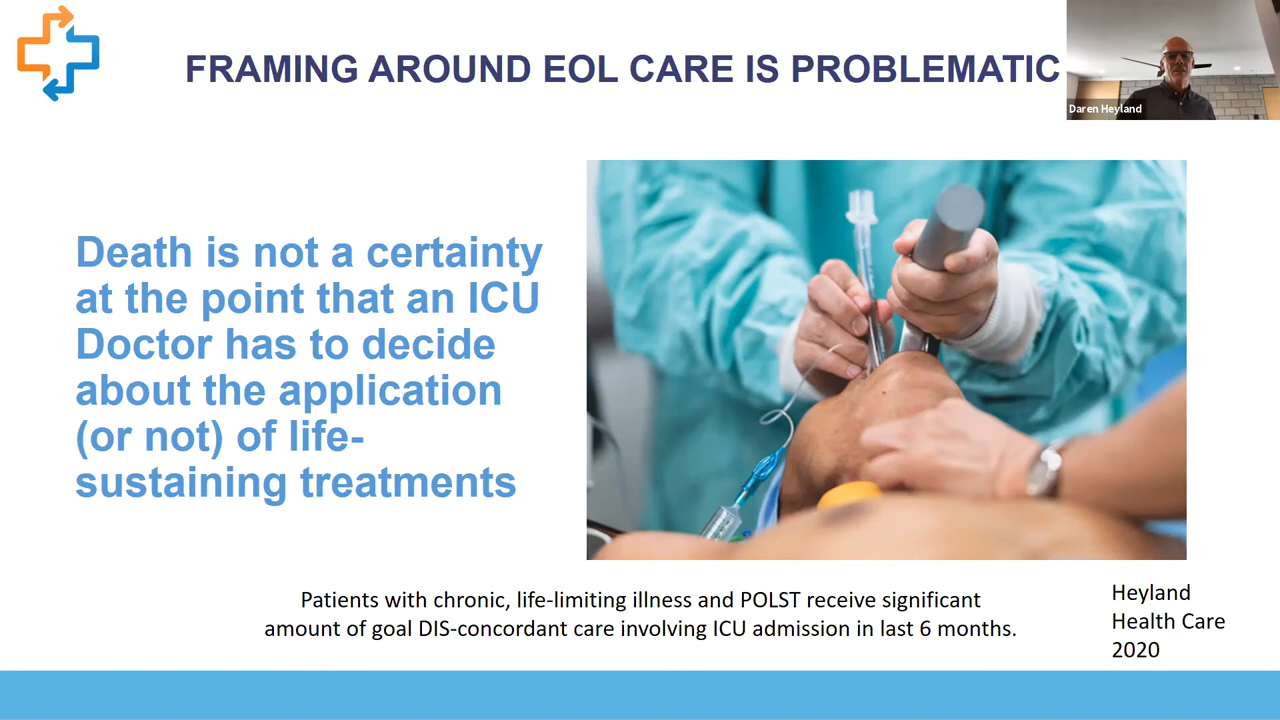 FRAMING AROUND EOL CARE IS PROBLEMATIC
Daren Heyland
Death is not a certainty
at the point that an ICU
Doctor has to decide
about the application
(or not) of life-
sustaining treatments
Patients with chronic, life-limiting illness and POLST receive significant
amount of goal DIS-concordant care involving ICU admission in last 6 months.
Heyland
Health Care
2020